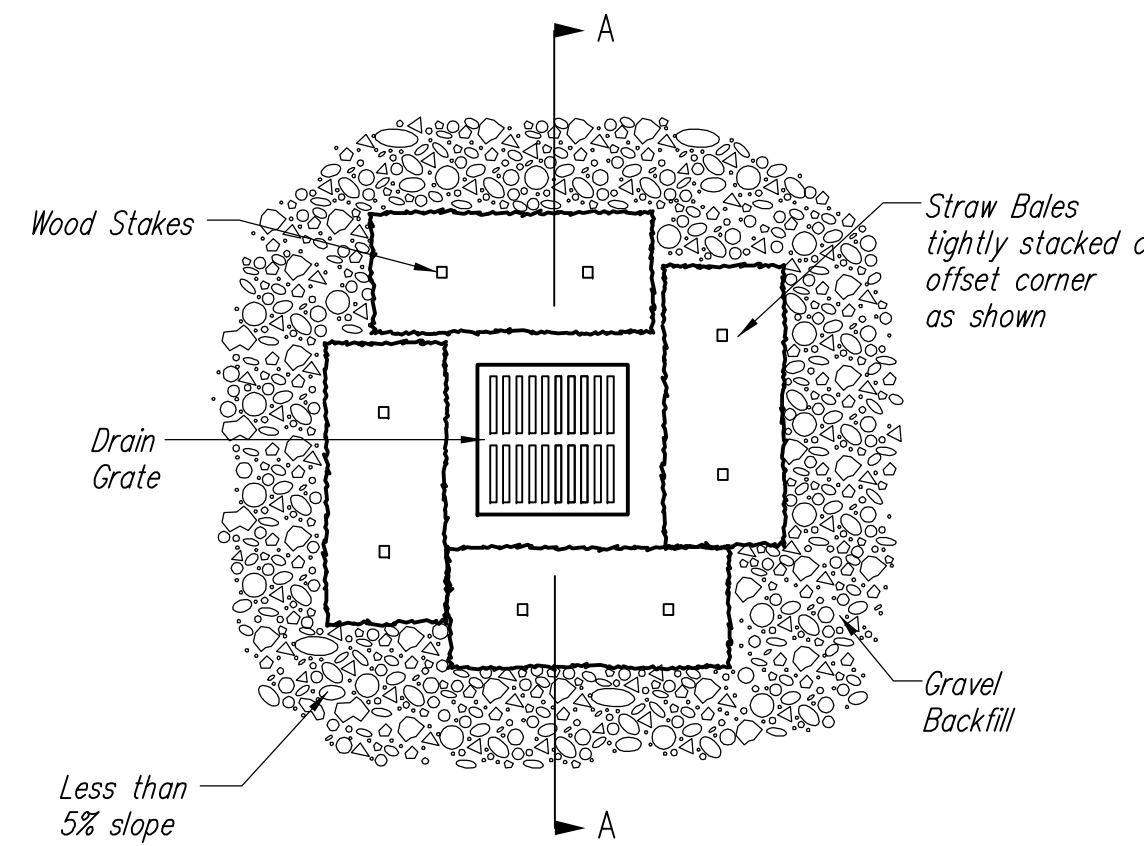 A
Wood Stakes
Straw Bales
tightly stacked
offset corner
as shown
Drain
Grate
Gravel
Backfill
Less than
5% slope
A